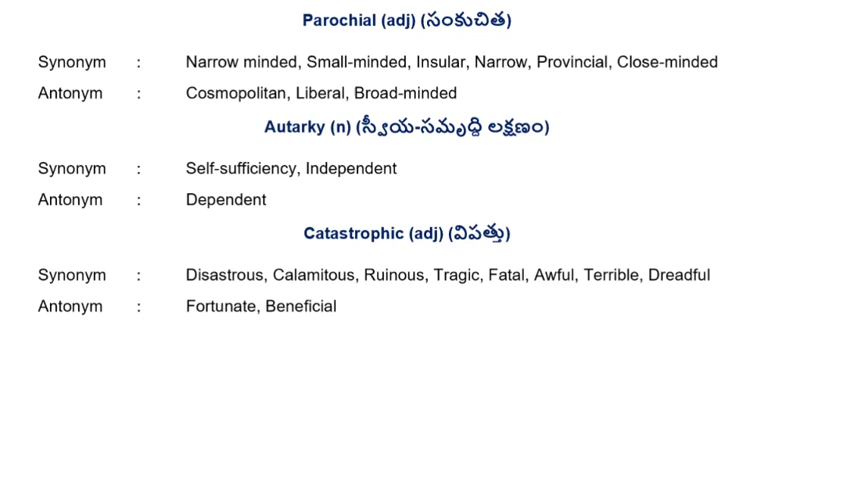 Parochial (adj) (సంకుచిత)
Synonym : Narrow minded, Small-minded, Insular, Narrow, Provincial, Close-minded
Antonym : Cosmopolitan, Liberal, Broad-minded
Autarky (n) (స్వీయ-సమృద్ధి లక్షణం)
Synonym : Self-sufficiency, Independent
Antonym : Dependent
Catastrophic (adj) (విపత్తు)
Synonym : Disastrous, Calamitous, Ruinous, Tragic, Fatal, Awful, Terrible, Dreadful
Antonym : Fortunate, Beneficial